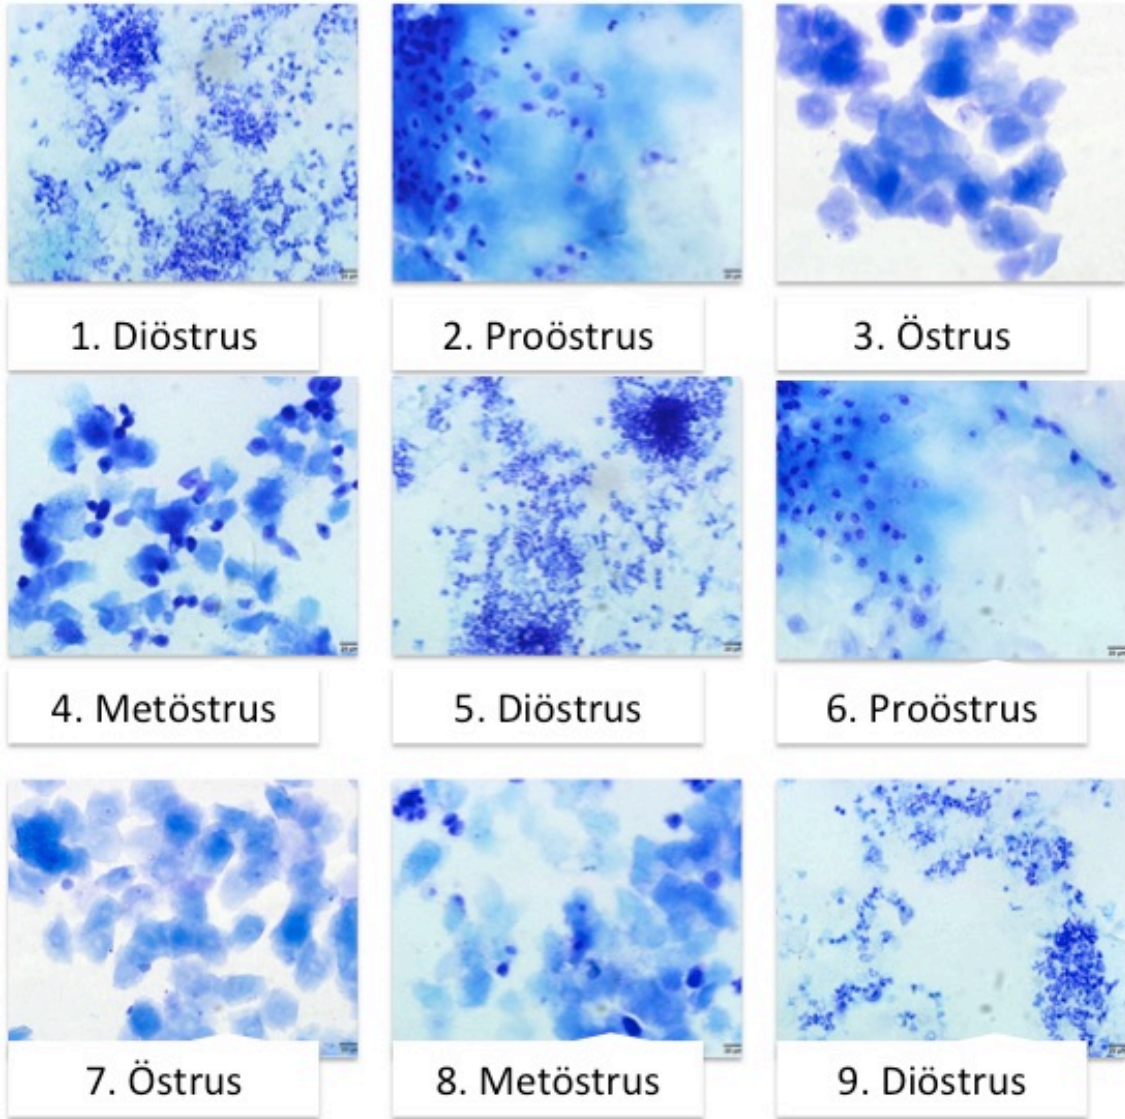 1. Diöstrus
2. Proöstrus
3. Östrus
4. Metöstrus
5. Diöstrus
6. Proöstrus
7. Östrus
8. Metöstrus
9. Diöstrus